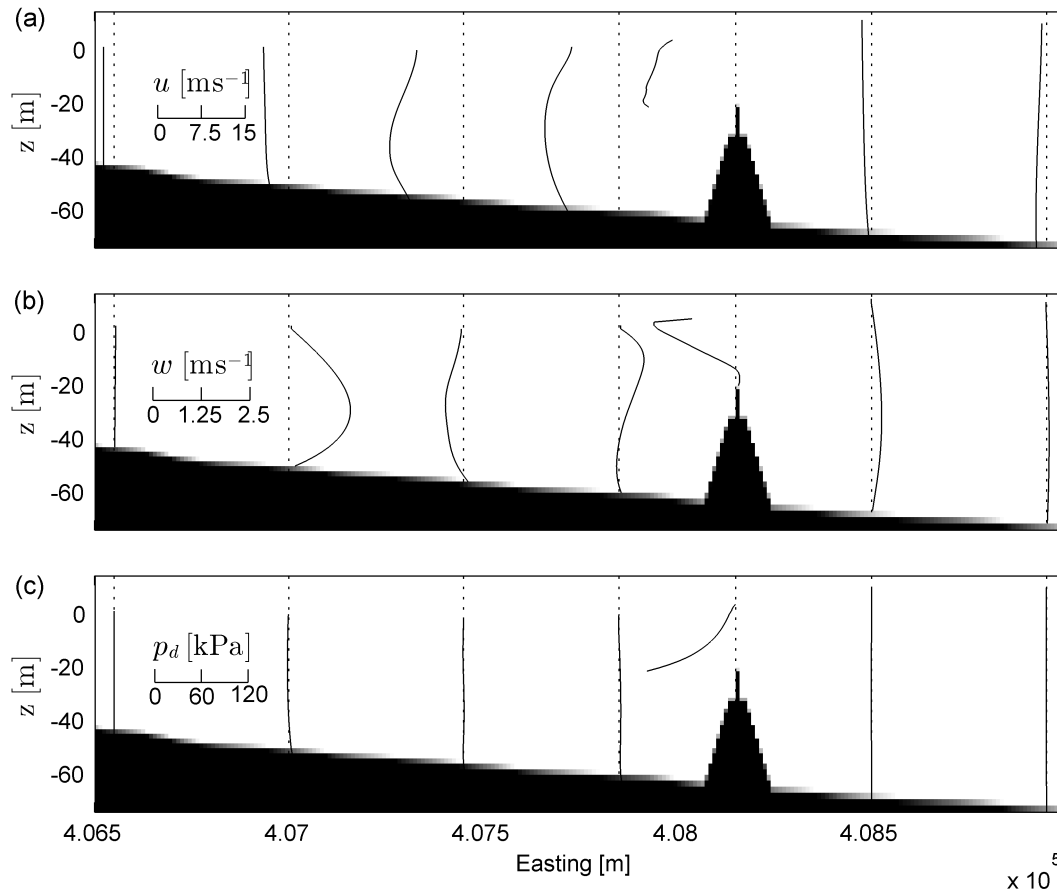 (a)
0
-20
-40
-60
z [m]
u [ms⁻¹]
0 7.5 15
(b)
0
-20
-40
-60
z [m]
w [ms⁻¹]
0 1.25 2.5
(c)
0
-20
-40
-60
z [m]
p_d [kPa]
0 60 120
4.065 4.07 4.075 4.08 4.085
Easting [m]
x 10⁵